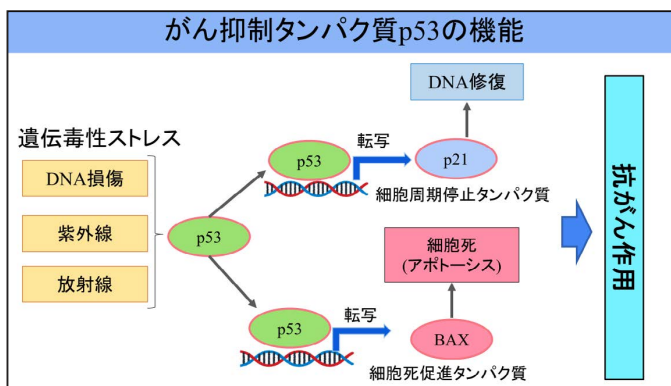 がん抑制タンパク質p53の機能
遺伝毒性ストレス
DNA損傷
紫外線
放射線
p53
p53
転写
p21
DNA修復
細胞周期停止タンパク質
p53
転写
BAX
細胞死
(アポトーシス)
細胞死促進タンパク質
抗がん作用